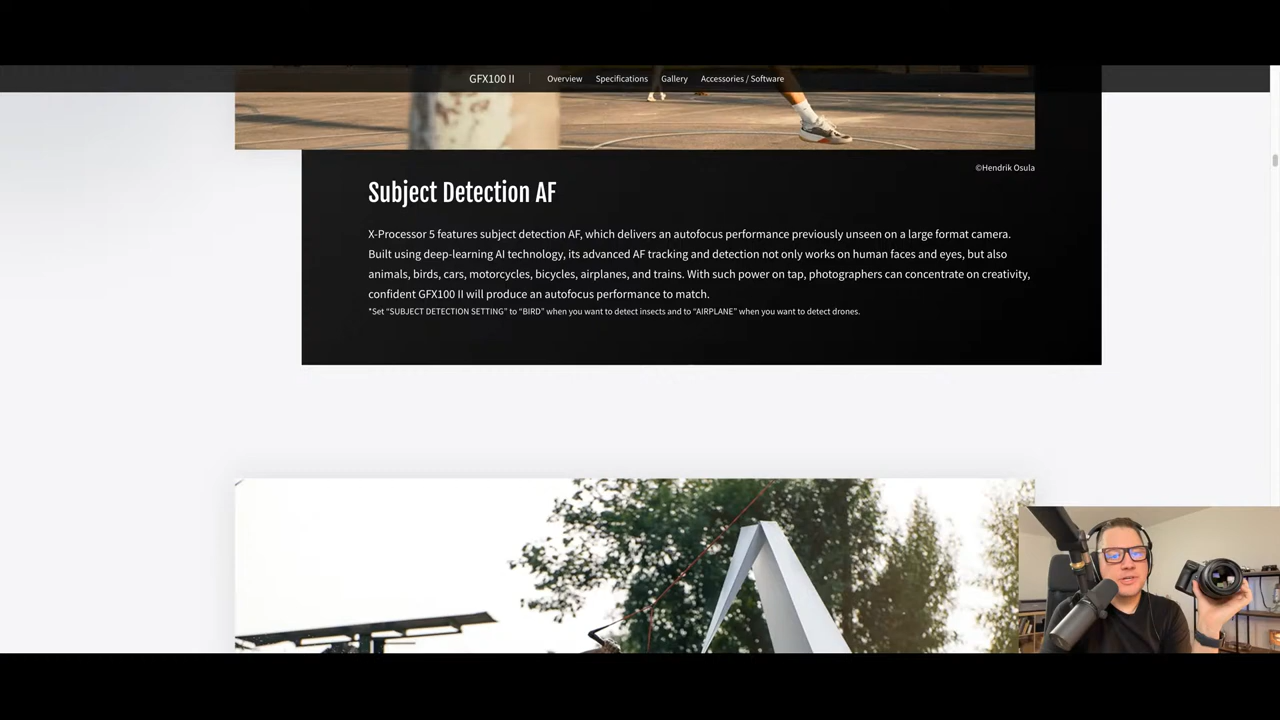 GFX100 II
Overview
Specifications
Gallery
Accessories / Software
©Hendrik Osula
Subject Detection AF
X-Processor 5 features subject detection AF, which delivers an autofocus performance previously unseen on a large format camera.
Built using deep-learning AI technology, its advanced AF tracking and detection not only works on human faces and eyes, but also
animals, birds, cars, motorcycles, bicycles, airplanes, and trains. With such power on tap, photographers can concentrate on creativity,
confident GFX100 II will produce an autofocus performance to match.
*Set “SUBJECT DETECTION SETTING” to “BIRD” when you want to detect insects and to “AIRPLANE” when you want to detect drones.